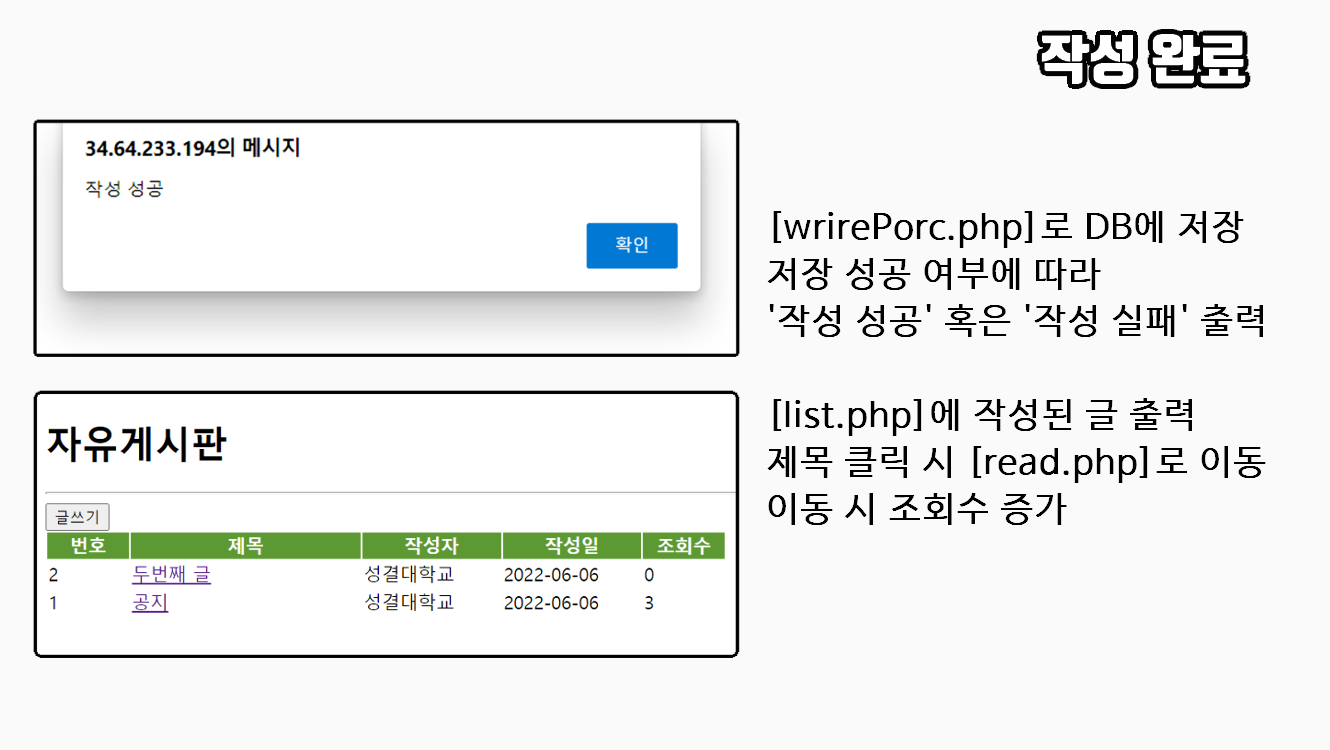 작성 완료
34.64.233.194의 메시지
작성 성공
확인
[wrirePorc.php]로 DB에 저장
저장 성공 여부에 따라
'작성 성공' 혹은 '작성 실패' 출력
자유게시판
글쓰기
번호 제목 작성자 작성일 조회수
2 두번째 글 성결대학교 2022-06-06 0
1 공지 성결대학교 2022-06-06 3
[list.php]에 작성된 글 출력
제목 클릭 시 [read.php]로 이동
이동 시 조회수 증가